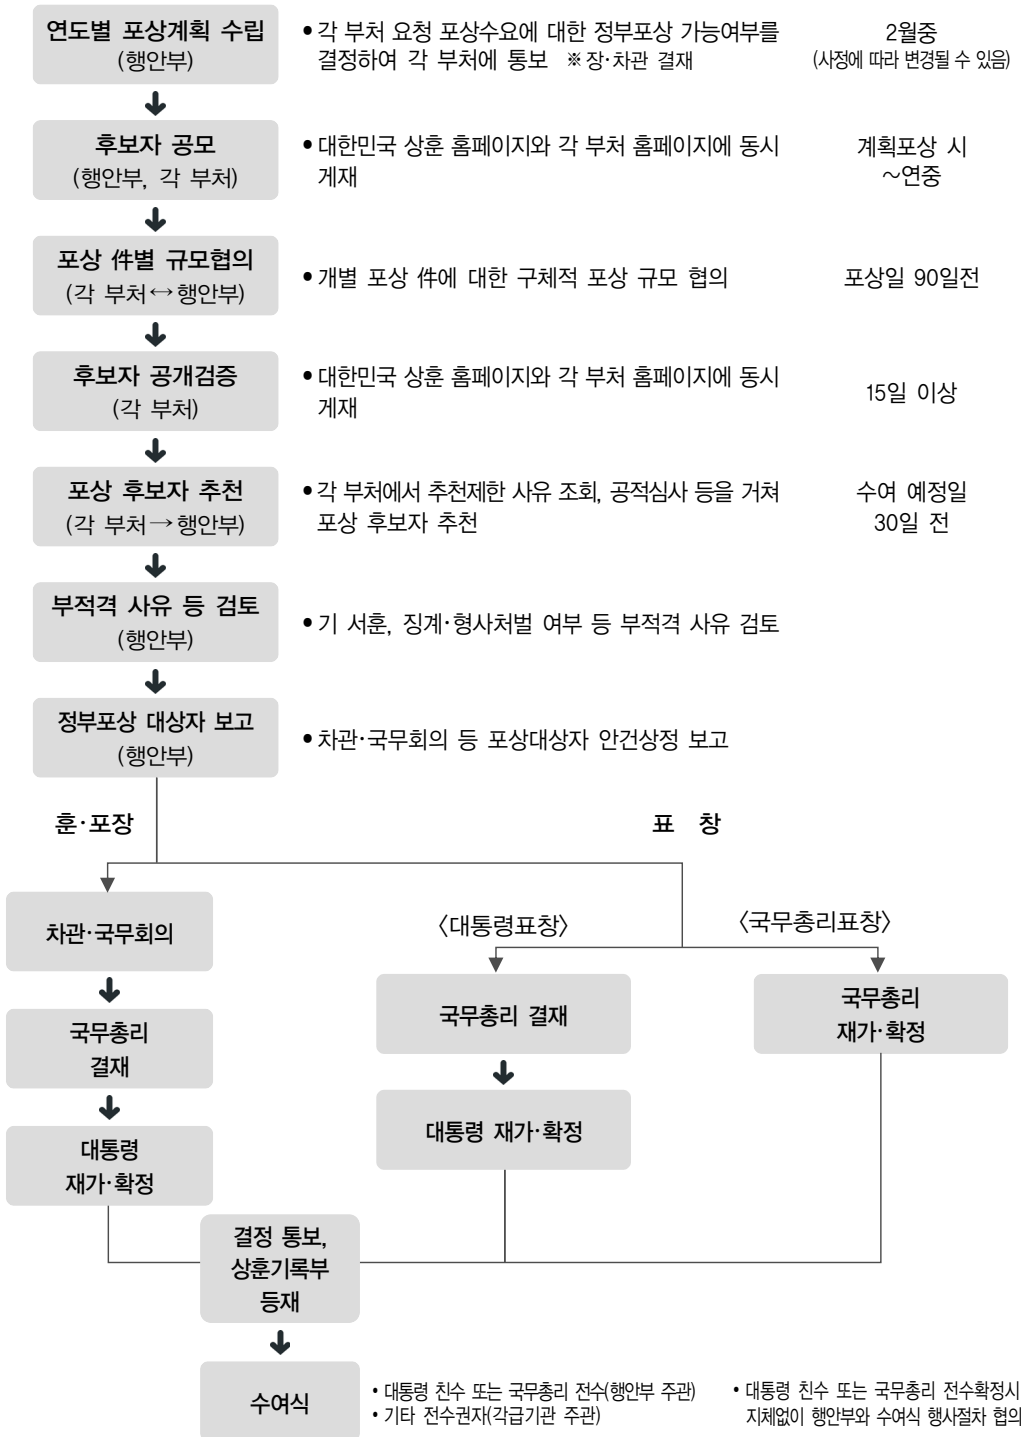 연도별 포상계획 수립
(행안부)
• 각 부처 요청 포상수요에 대한 정부포상 가능여부를
결정하여 각 부처에 통보 ※ 장·차관 결재
2월중
(사정에 따라 변경될 수 있음)
후보자 공모
(행안부, 각 부처)
• 대한민국 상훈 홈페이지와 각 부처 홈페이지에 동시
게재
계획포상 시
~연중
포상 件별 규모협의
(각 부처↔행안부)
• 개별 포상 件에 대한 구체적 포상 규모 협의
포상일 90일전
후보자 공개검증
(각 부처)
• 대한민국 상훈 홈페이지와 각 부처 홈페이지에 동시
게재
15일 이상
포상 후보자 추천
(각 부처→행안부)
• 각 부처에서 추천제한 사유 조회, 공적심사 등을 거쳐
포상 후보자 추천
수여 예정일
30일 전
부적격 사유 등 검토
(행안부)
• 기 서훈, 징계·형사처벌 여부 등 부적격 사유 검토
정부포상 대상자 보고
(행안부)
• 차관·국무회의 등 포상대상자 안건상정 보고
훈·포장
표 창
차관·국무회의
국무총리
결재
대통령
재가·확정
〈대통령표창〉
〈국무총리표창〉
국무총리 결재
대통령 재가·확정
국무총리
재가·확정
결정 통보,
상훈기록부
등재
수여식
• 대통령 친수 또는 국무총리 전수(행안부 주관)
• 기타 전수권자(각급기관 주관)
• 대통령 친수 또는 국무총리 전수확정시
지체없이 행안부와 수여식 행사절차 협의